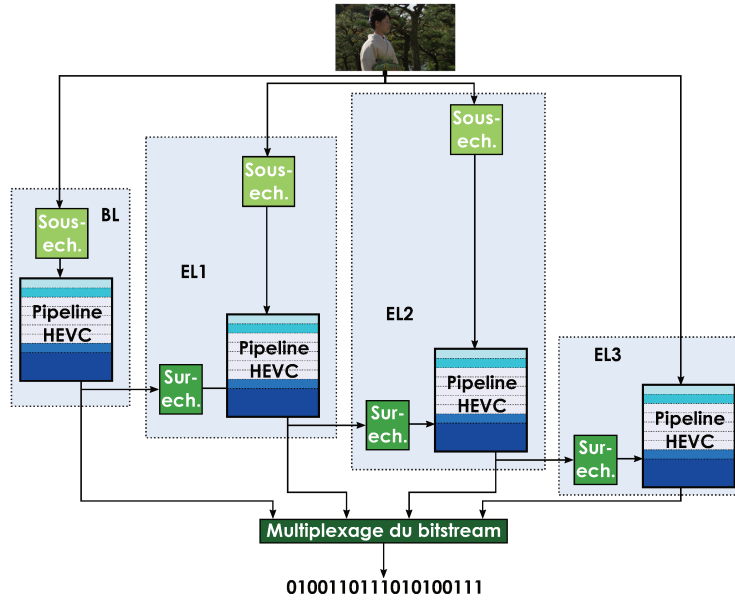 Sous-
ech.
BL
Pipeline
HEVC
Sous-
ech.
EL1
Sur-
ech.
Pipeline
HEVC
Sous-
ech.
EL2
Sur-
ech.
Pipeline
HEVC
EL3
Sur-
ech.
Pipeline
HEVC
Multiplexage du bitstream
0100110111010100111